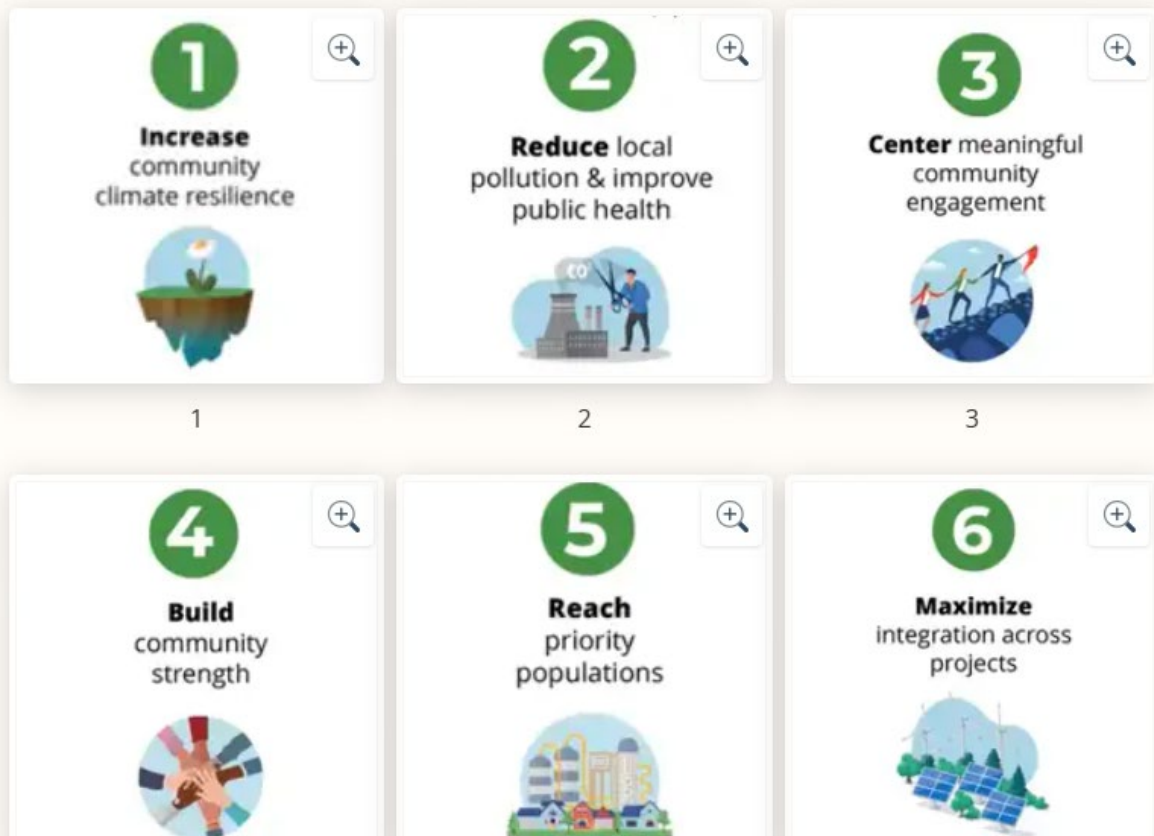 1
Increase
community
climate resilience
1
2
Reduce local
pollution & improve
public health
CO
2
3
Center meaningful
community
engagement
3
4
Build
community
strength
5
Reach
priority
populations
6
Maximize
integration across
projects